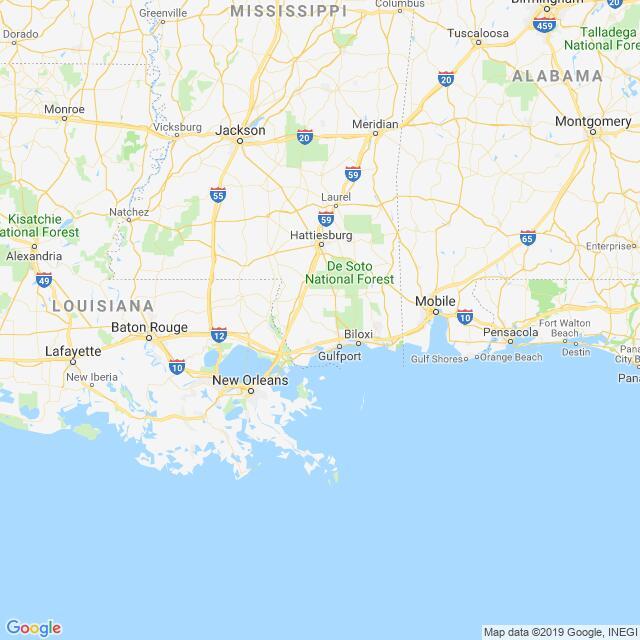 Greenville
MISSISSIPPI
Columbus
Birmingham
459
20
Dorado
Tuscaloosa
Talladega
National Fore
20
ALABAMA
Monroe
Vicksburg
Jackson
20
Meridian
Montgomery
59
55
Laurel
Kisatchie
National Forest
Natchez
59
Hattiesburg
65
Enterprise
Alexandria
49
De Soto
National Forest
LOUISIANA
Mobile
10
Baton Rouge
12
Biloxi
Pensacola
Fort Walton
Beach
Destin
Lafayette
10
Gulfport
Gulf Shores
Orange Beach
Pana
City B
New Iberia
New Orleans
Pana
Google
Map data ©2019 Google, INEGI